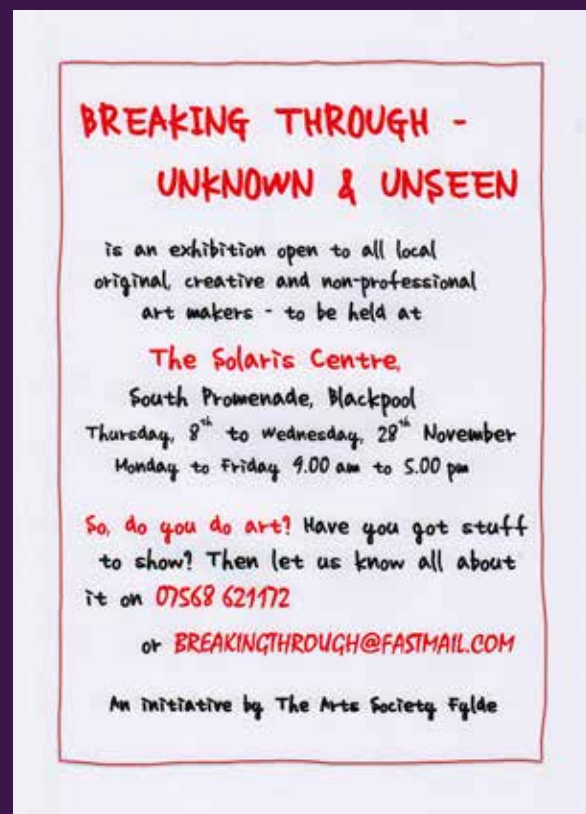 BREAKING THROUGH -
UNKNOWN & UNSEEN
is an exhibition open to all local
original, creative and non-professional
art makers - to be held at
The Solaris Centre,
South Promenade, Blackpool
Thursday, 8th to Wednesday, 28th November
Monday to Friday 9.00 am to 5.00 pm
So, do you do art? Have you got stuff
to show? Then let us know all about
it on 07568 621172
or BREAKINGTHROUGH@FASTMAIL.COM
An initiative by The Arts Society Fylde